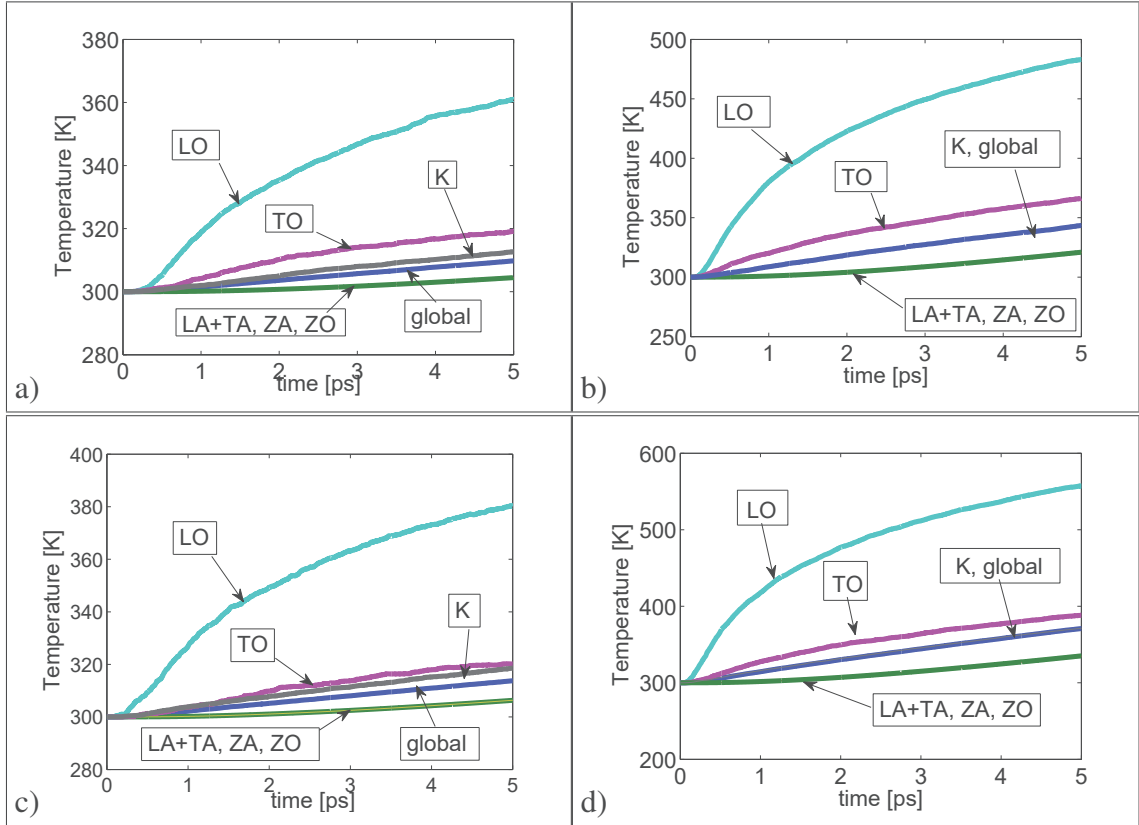 380
360
340
320
300
280
Temperature [K]
LO
TO
K
global
LA+TA, ZA, ZO
0 1 2 3 4 5
time [ps]
a)
500
450
400
350
300
250
Temperature [K]
LO
TO
K, global
LA+TA, ZA, ZO
0 1 2 3 4 5
time [ps]
b)
400
380
360
340
320
300
280
Temperature [K]
LO
TO
K
global
LA+TA, ZA, ZO
0 1 2 3 4 5
time [ps]
c)
600
500
400
300
200
Temperature [K]
LO
TO
K, global
LA+TA, ZA, ZO
0 1 2 3 4 5
time [ps]
d)